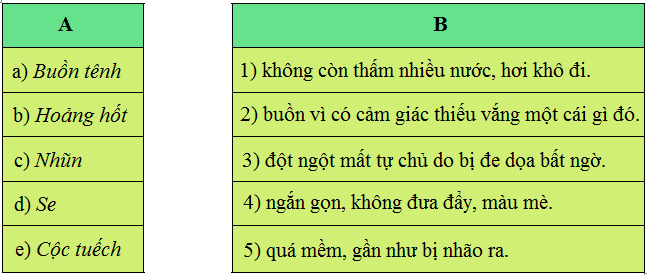 A
B
a) Buồn tênh
1) không còn thấm nhiều nước, hơi khô đi.
b) Hoảng hốt
2) buồn vì có cảm giác thiếu vắng một cái gì đó.
c) Nhũn
3) đột ngột mất tự chủ do bị đe dọa bất ngờ.
d) Se
4) ngắn gọn, không đưa đẩy, màu mè.
e) Cộc tuếch
5) quá mềm, gần như bị nhão ra.